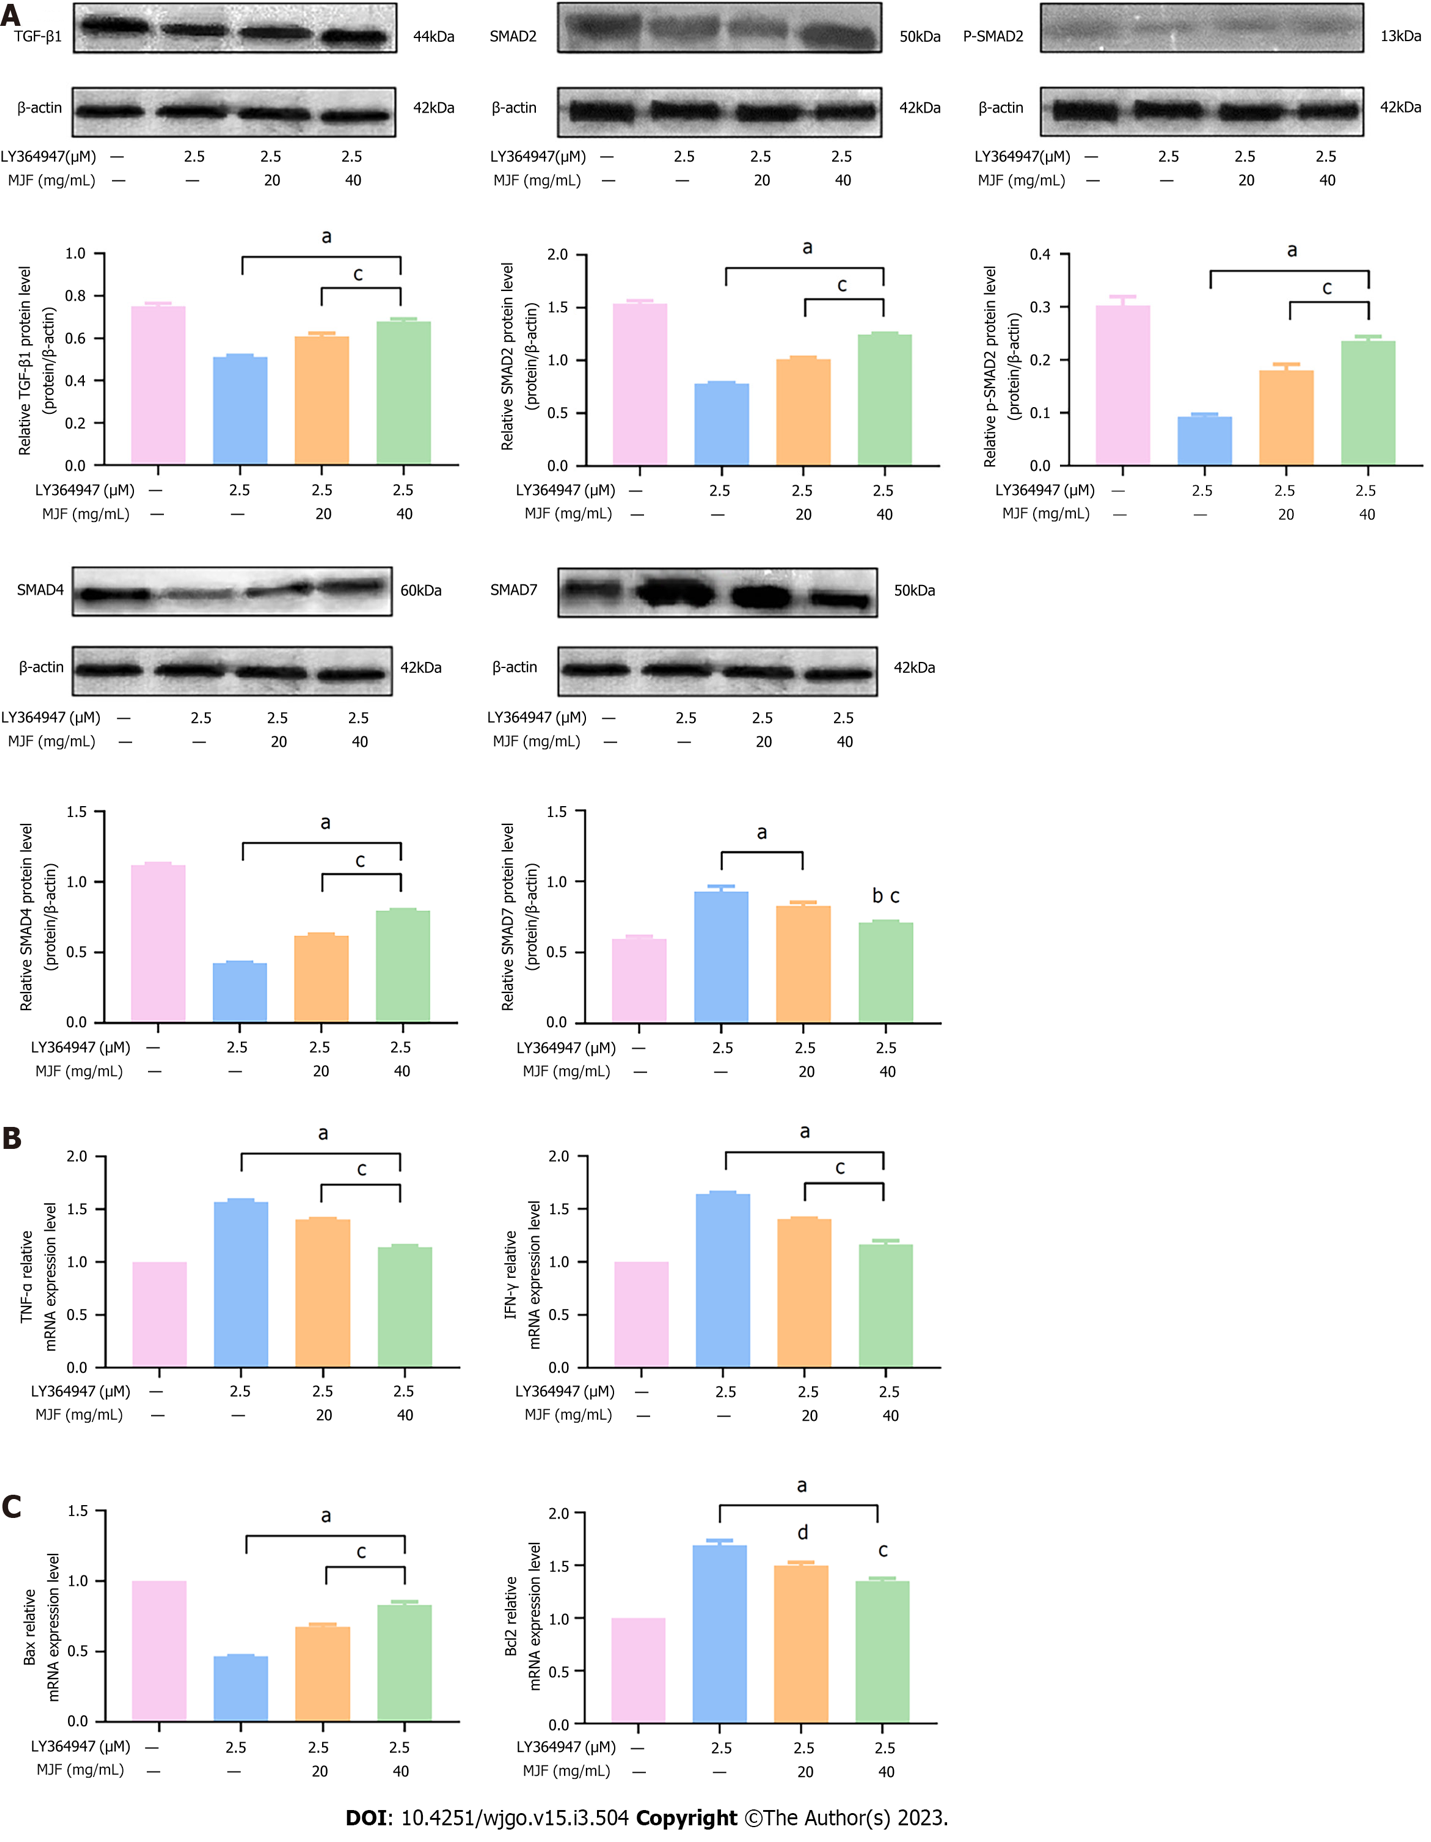 A
TGF-β1 44kDa
SMAD2 50kDa
P-SMAD2 13kDa
β-actin 42kDa
β-actin 42kDa
β-actin 42kDa
LY364947(μM) — 2.5 2.5 2.5
MJF (mg/mL) — — 20 40
LY364947(μM) — 2.5 2.5 2.5
MJF (mg/mL) — — 20 40
LY364947(μM) — 2.5 2.5 2.5
MJF (mg/mL) — — 20 40
Relative TGF-β1 protein level
(protein/β-actin)
1.0
0.8
0.6
0.4
0.2
0.0
a
c
LY364947 (μM) — 2.5 2.5 2.5
MJF (mg/mL) — — 20 40
Relative SMAD2 protein level
(protein/β-actin)
2.0
1.5
1.0
0.5
0.0
a
c
LY364947 (μM) — 2.5 2.5 2.5
MJF (mg/mL) — — 20 40
Relative p-SMAD2 protein level
(protein/β-actin)
0.4
0.3
0.2
0.1
0.0
a
c
LY364947 (μM) — 2.5 2.5 2.5
MJF (mg/mL) — — 20 40
SMAD4 60kDa
SMAD7 50kDa
β-actin 42kDa
β-actin 42kDa
LY364947 (μM) — 2.5 2.5 2.5
MJF (mg/mL) — — 20 40
LY364947 (μM) — 2.5 2.5 2.5
MJF (mg/mL) — — 20 40
Relative SMAD4 protein level
(protein/β-actin)
1.5
1.0
0.5
0.0
a
c
LY364947 (μM) — 2.5 2.5 2.5
MJF (mg/mL) — — 20 40
Relative SMAD7 protein level
(protein/β-actin)
1.5
1.0
0.5
0.0
a
b c
LY364947 (μM) — 2.5 2.5 2.5
MJF (mg/mL) — — 20 40
B
TNF-α relative
mRNA expression level
2.0
1.5
1.0
0.5
0.0
a
c
LY364947 (μM) — 2.5 2.5 2.5
MJF (mg/mL) — — 20 40
IFN-γ relative
mRNA expression level
2.0
1.5
1.0
0.5
0.0
a
c
LY364947 (μM) — 2.5 2.5 2.5
MJF (mg/mL) — — 20 40
C
Bax relative
mRNA expression level
1.5
1.0
0.5
0.0
a
c
LY364947 (μM) — 2.5 2.5 2.5
MJF (mg/mL) — — 20 40
Bcl2 relative
mRNA expression level
2.0
1.5
1.0
0.5
0.0
a
d
c
LY364947 (μM) — 2.5 2.5 2.5
MJF (mg/mL) — — 20 40
DOI: 10.4251/wjgo.v15.i3.504 Copyright ©The Author(s) 2023.